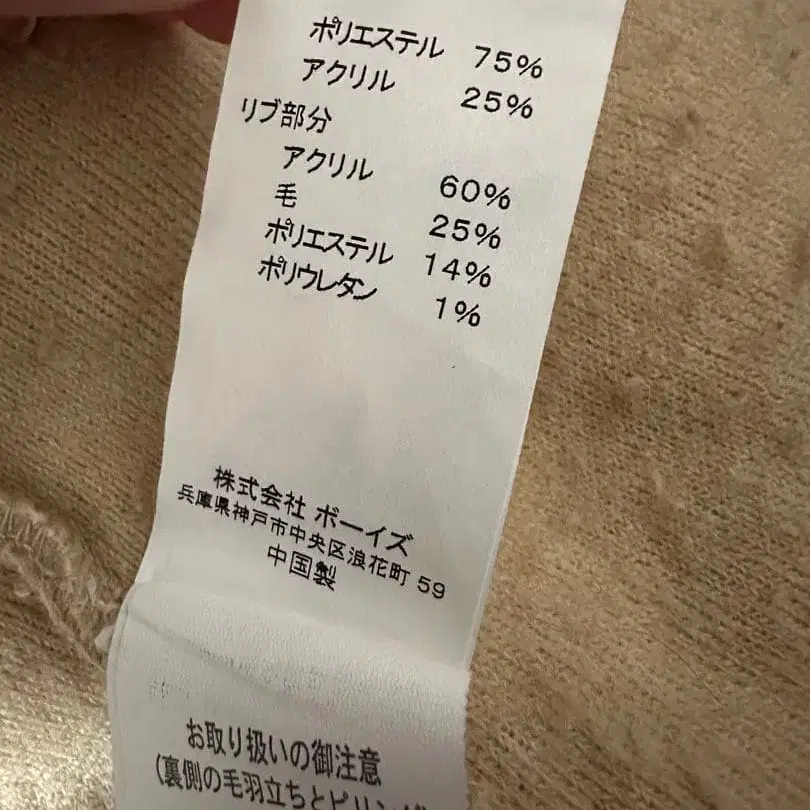 ポリエステル 75%
アクリル 25%
リブ部分
アクリル 60%
毛 25%
ポリエステル 14%
ポリウレタン 1%
株式会社 ボーイズ
兵庫県神戸市中央区浪花町 59
中国製
お取り扱いの御注意
(裏側の毛羽立ちとピリング